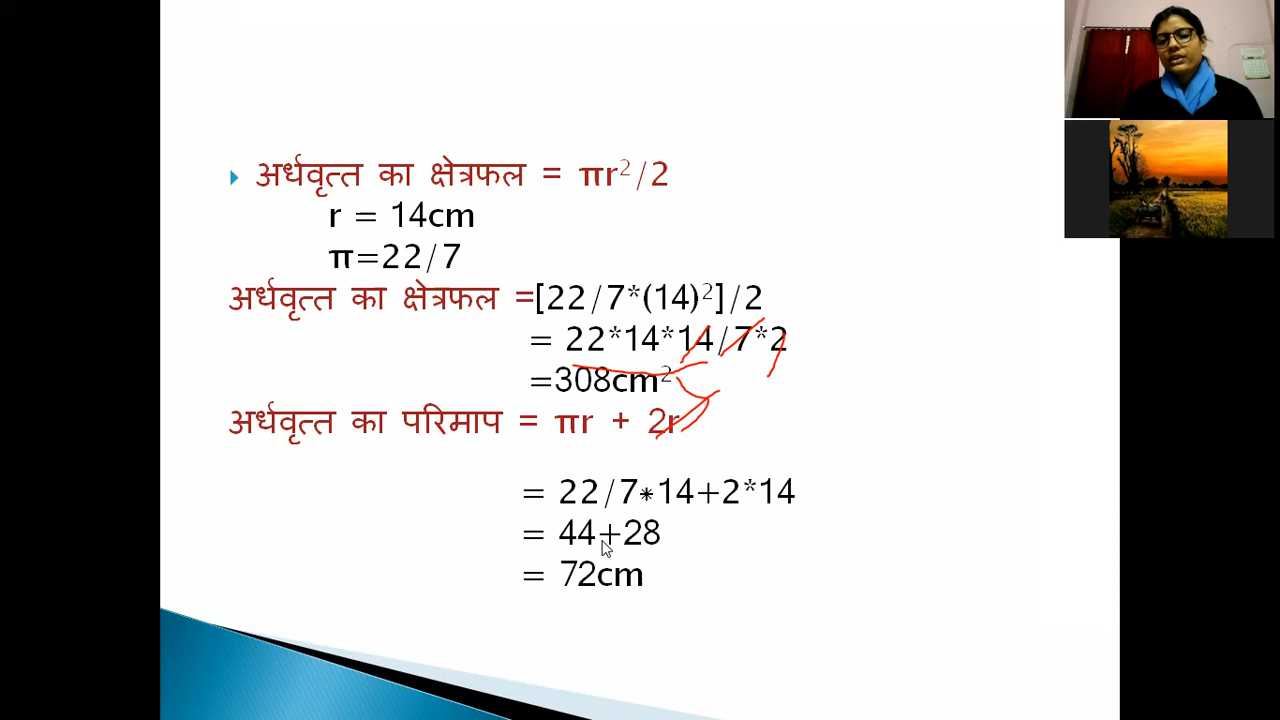 अर्धवृत्त का क्षेत्रफल = πr²/2
r = 14cm
π=22/7
अर्धवृत्त का क्षेत्रफल =[22/7*(14)²]/2
= 22*14*14/7*2
=308cm²
अर्धवृत्त का परिमाप = πr + 2r
= 22/7*14+2*14
= 44+28
= 72cm